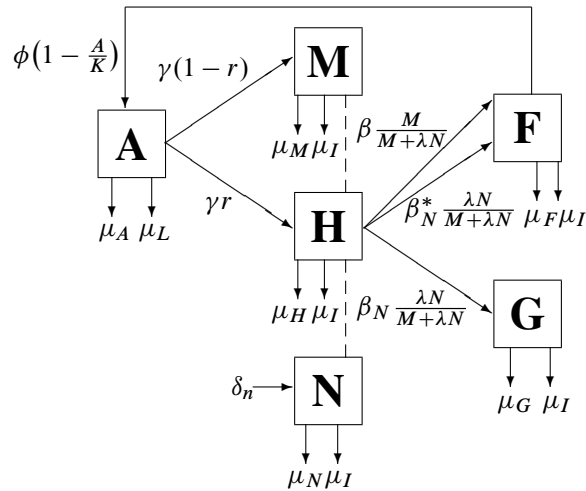 ϕ(1 − A/K)
γ(1 − r)
M
β M/(M+λN)
F
A
μ_M μ_I
γr
H
β*_N λN/(M+λN)
μ_F μ_I
μ_A μ_L
β_N λN/(M+λN)
G
μ_H μ_I
δ_n
N
μ_G μ_I
μ_N μ_I